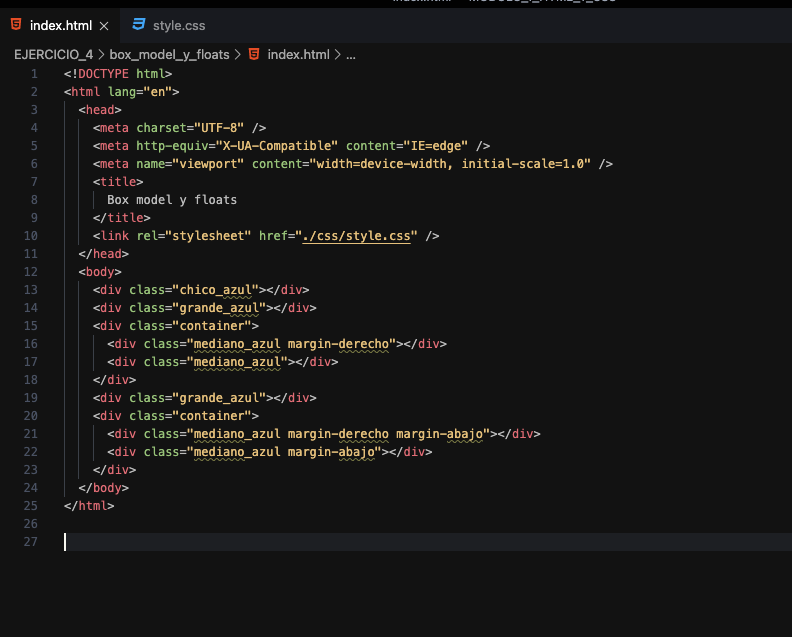 index.html
style.css
EJERCICIO_4 > box_model_y_floats > index.html > ...
1 <!DOCTYPE html>
2 <html lang="en">
3 <head>
4 <meta charset="UTF-8" />
5 <meta http-equiv="X-UA-Compatible" content="IE=edge" />
6 <meta name="viewport" content="width=device-width, initial-scale=1.0" />
7 <title>
8 Box model y floats
9 </title>
10 <link rel="stylesheet" href="./css/style.css" />
11 </head>
12 <body>
13 <div class="chico_azul"></div>
14 <div class="grande_azul"></div>
15 <div class="container">
16 <div class="mediano_azul margin-derecho"></div>
17 <div class="mediano_azul"></div>
18 </div>
19 <div class="grande_azul"></div>
20 <div class="container">
21 <div class="mediano_azul margin-derecho margin-abajo"></div>
22 <div class="mediano_azul margin-abajo"></div>
23 </div>
24 </body>
25 </html>
26
27